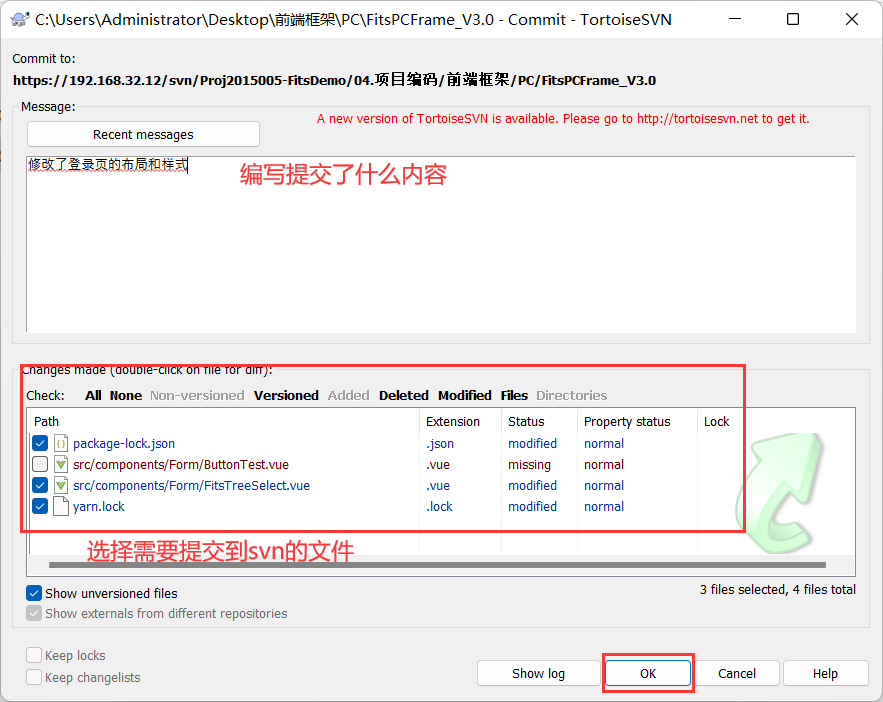 C:\Users\Administrator\Desktop\前端框架\PC\FitsPCFrame_V3.0 - Commit - TortoiseSVN
Commit to:
https://192.168.32.12/svn/Proj2015005-FitsDemo/04.项目编码/前端框架/PC/FitsPCFrame_V3.0
Message:
Recent messages
A new version of TortoiseSVN is available. Please go to http://tortoisesvn.net to get it.
修改了登录页的布局和样式
编写提交了什么内容
Changes made (double-click on file for diff):
Check: All None Non-versioned Versioned Added Deleted Modified Files Directories
Path Extension Status Property status Lock
package-lock.json .json modified normal
src/components/Form/ButtonTest.vue .vue missing normal
src/components/Form/FitsTreeSelect.vue .vue modified normal
yarn.lock .lock modified normal
选择需要提交到svn的文件
Show unversioned files
3 files selected, 4 files total
Show externals from different repositories
Keep locks
Keep changelists
Show log OK Cancel Help